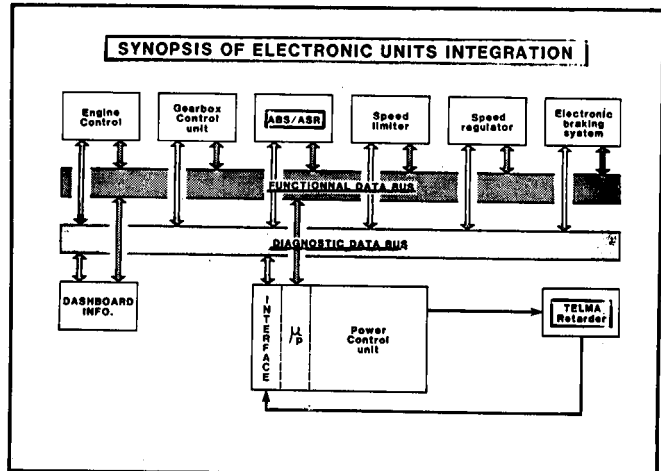 SYNOPSIS OF ELECTRONIC UNITS INTEGRATION
Engine
Control
Gearbox
Control
unit
ABS/ASR
Speed
limiter
Speed
regulator
Electronic
braking
system
FUNCTIONNAL DATA BUS
DIAGNOSTIC DATA BUS
DASHBOARD
INFO.
INTERFACE
μp
Power
Control
unit
TELMA
Retarder